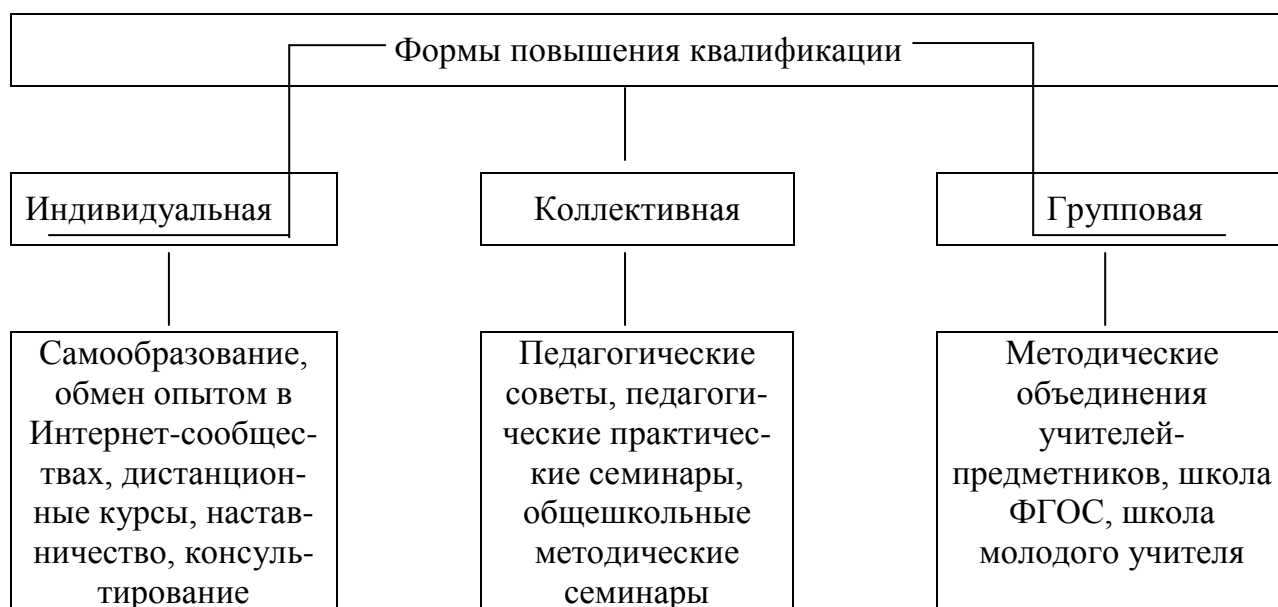 Формы повышения квалификации
Индивидуальная
Коллективная
Групповая
Самообразование,
обмен опытом в
Интернет-сообщес-
твах, дистанцион-
ные курсы, настав-
ничество, консуль-
тирование
Педагогические
советы, педагоги-
ческие практичес-
кие семинары,
общешкольные
методические
семинары
Методические
объединения
учителей-
предметников, школа
ФГОС, школа
молодого учителя